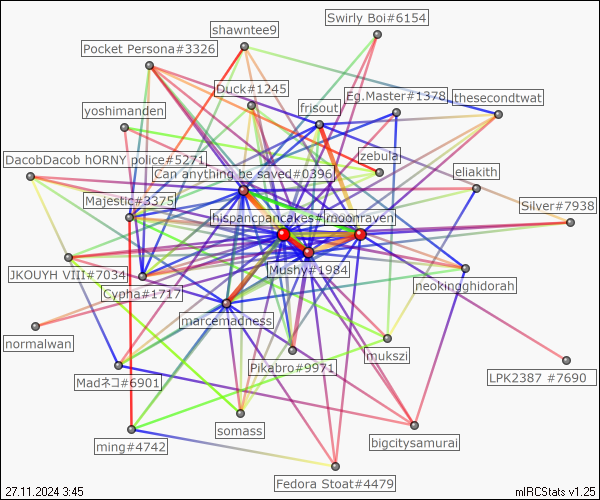 Swirly Boi#6154
shawntee9
Pocket Persona#3326
Duck#1245
Eg.Master#1378
thesecondtwat
frisout
yoshimanden
zebula
DacobDacob hORNY police#5271
Can anything be saved#0396
eliakith
Majestic#3375
Silver#7938
hispancpancakes#
moonraven
Mushy#1984
JKOUYH VIII#7034
neokingghidorah
Cypha#1717
marcemadness
normalwan
mukszi
Pikabro#9971
LPK2387 #7690
Madネコ#6901
somass
bigcitysamurai
ming#4742
Fedora Stoat#4479
27.11.2024 3:45
mIRCStats v1.25